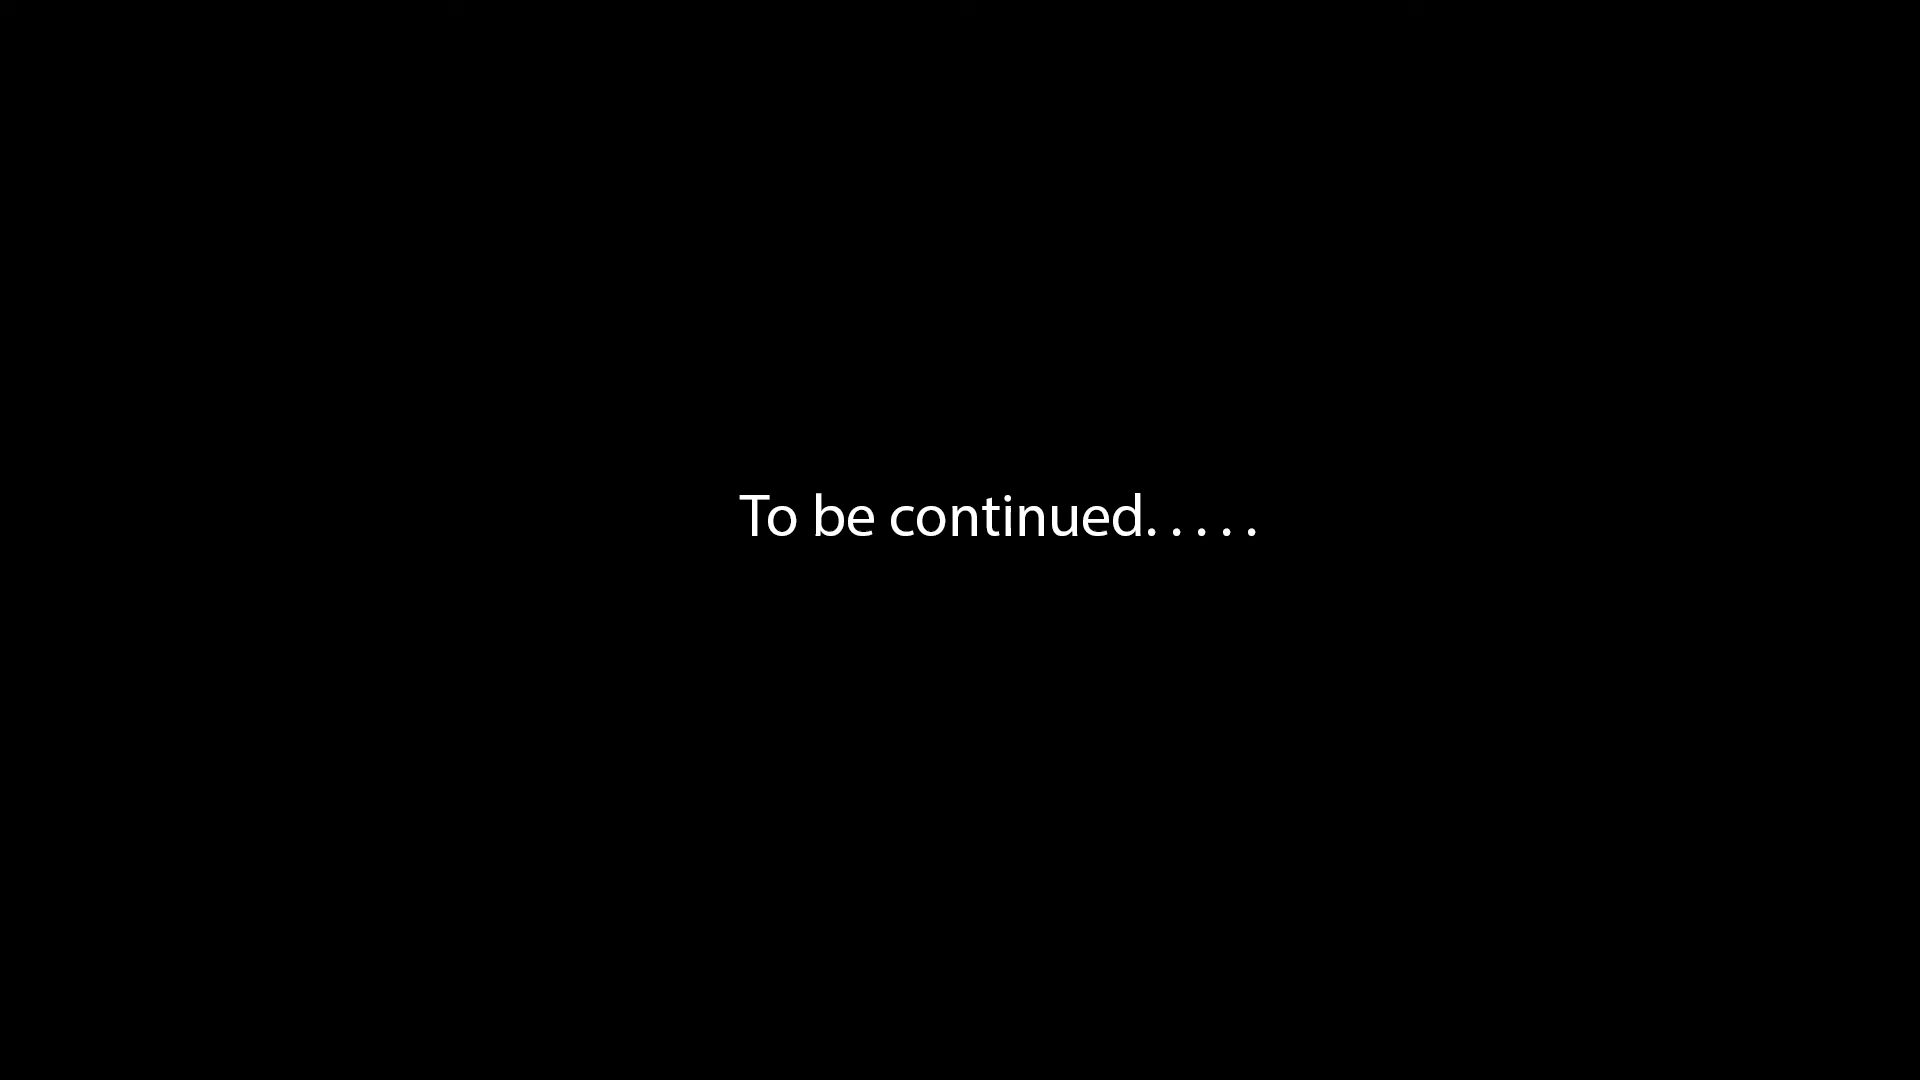 To be continued. . . . .